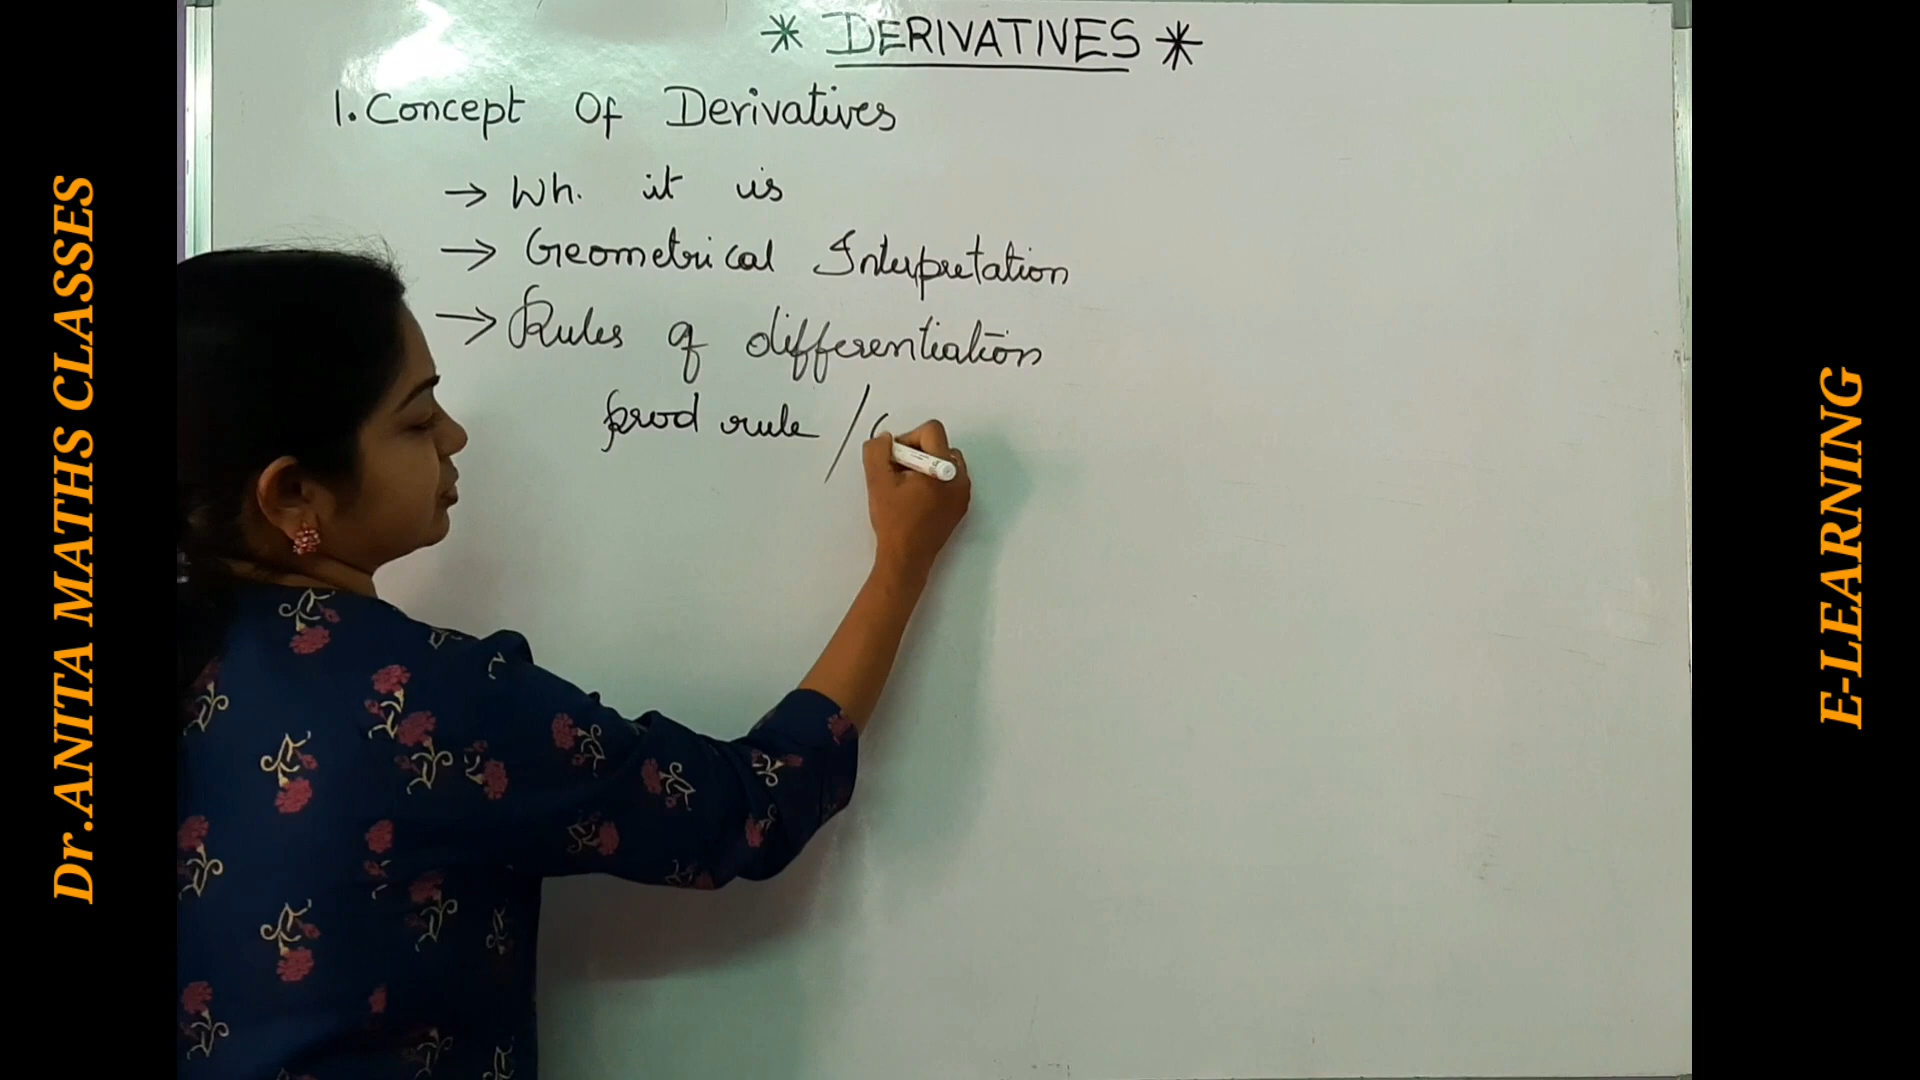 * DERIVATIVES *
1. Concept Of Derivatives
→ Wh. it is
→ Geometrical Interpretation
→ Rules of differentiation
prod rule / (
Dr.ANITA MATHS CLASSES
E-LEARNING